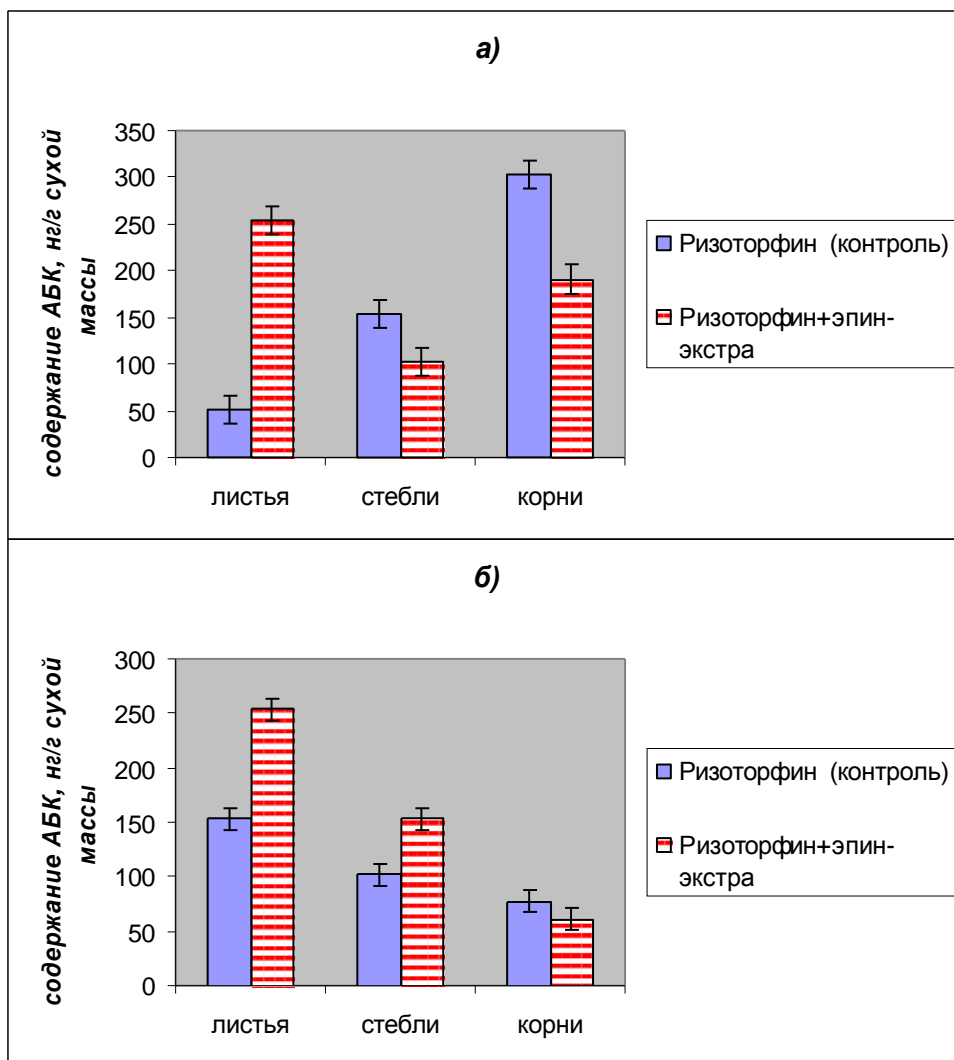 а)
содержание АБК, нг/г сухой
массы
350
300
250
200
150
100
50
0
листья стебли корни
Ризоторфин (контроль)
Ризоторфин+эпин-
экстра
б)
содержание АБК, нг/г сухой
массы
300
250
200
150
100
50
0
листья стебли корни
Ризоторфин (контроль)
Ризоторфин+эпин-
экстра